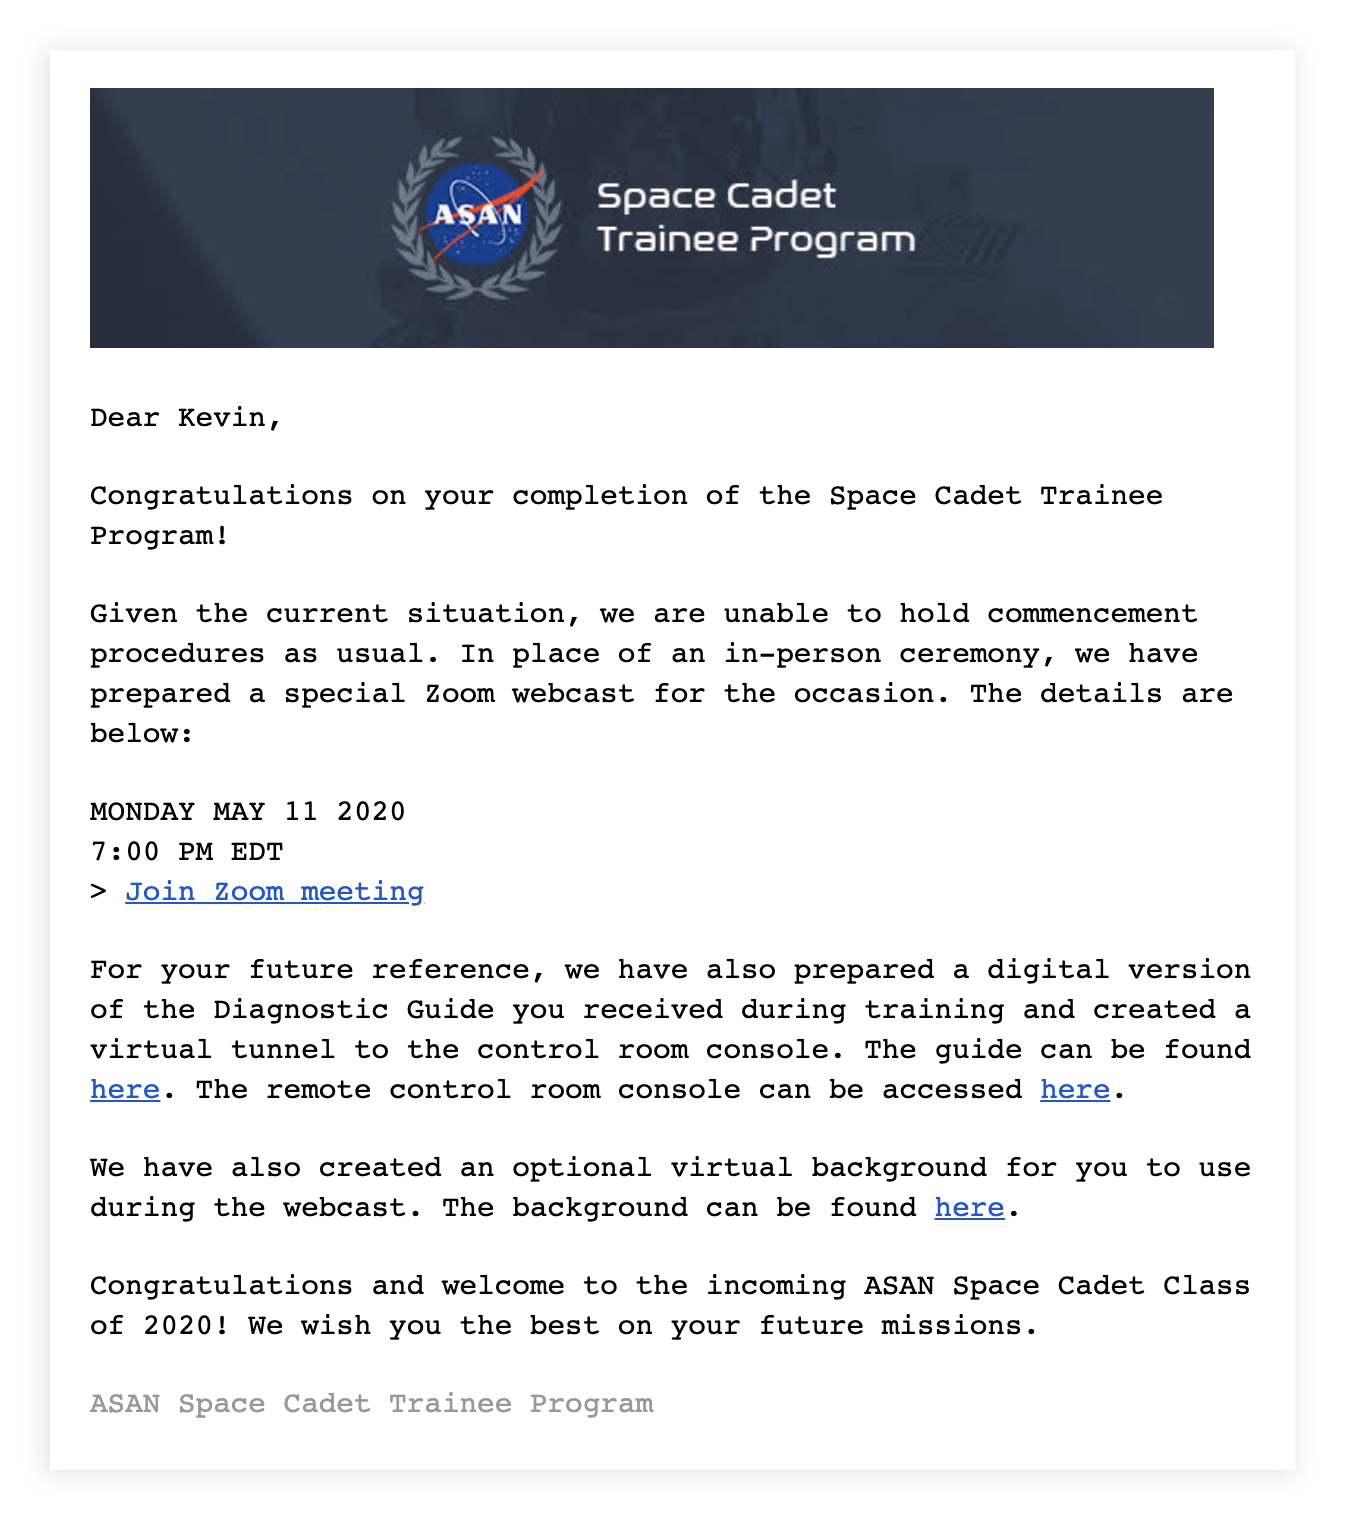 ASAN
Space Cadet
Trainee Program
Dear Kevin,
Congratulations on your completion of the Space Cadet Trainee
Program!
Given the current situation, we are unable to hold commencement
procedures as usual. In place of an in-person ceremony, we have
prepared a special Zoom webcast for the occasion. The details are
below:
MONDAY MAY 11 2020
7:00 PM EDT
> Join Zoom meeting
For your future reference, we have also prepared a digital version
of the Diagnostic Guide you received during training and created a
virtual tunnel to the control room console. The guide can be found
here. The remote control room console can be accessed here.
We have also created an optional virtual background for you to use
during the webcast. The background can be found here.
Congratulations and welcome to the incoming ASAN Space Cadet Class
of 2020! We wish you the best on your future missions.
ASAN Space Cadet Trainee Program